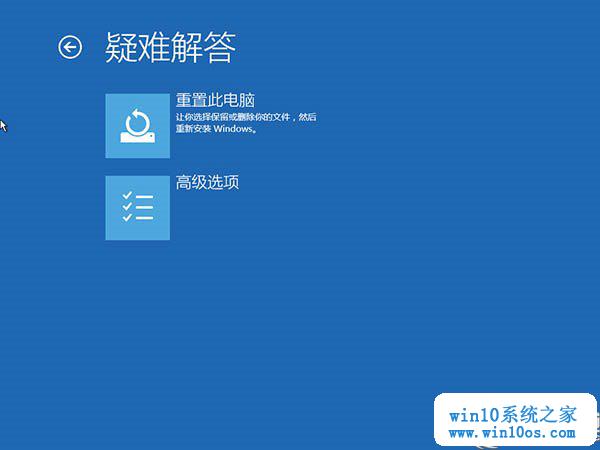 疑难解答
重置此电脑
让你选择保留或删除你的文件，然后
重新安装 Windows。
高级选项
win10系统之家
www.win10os.com